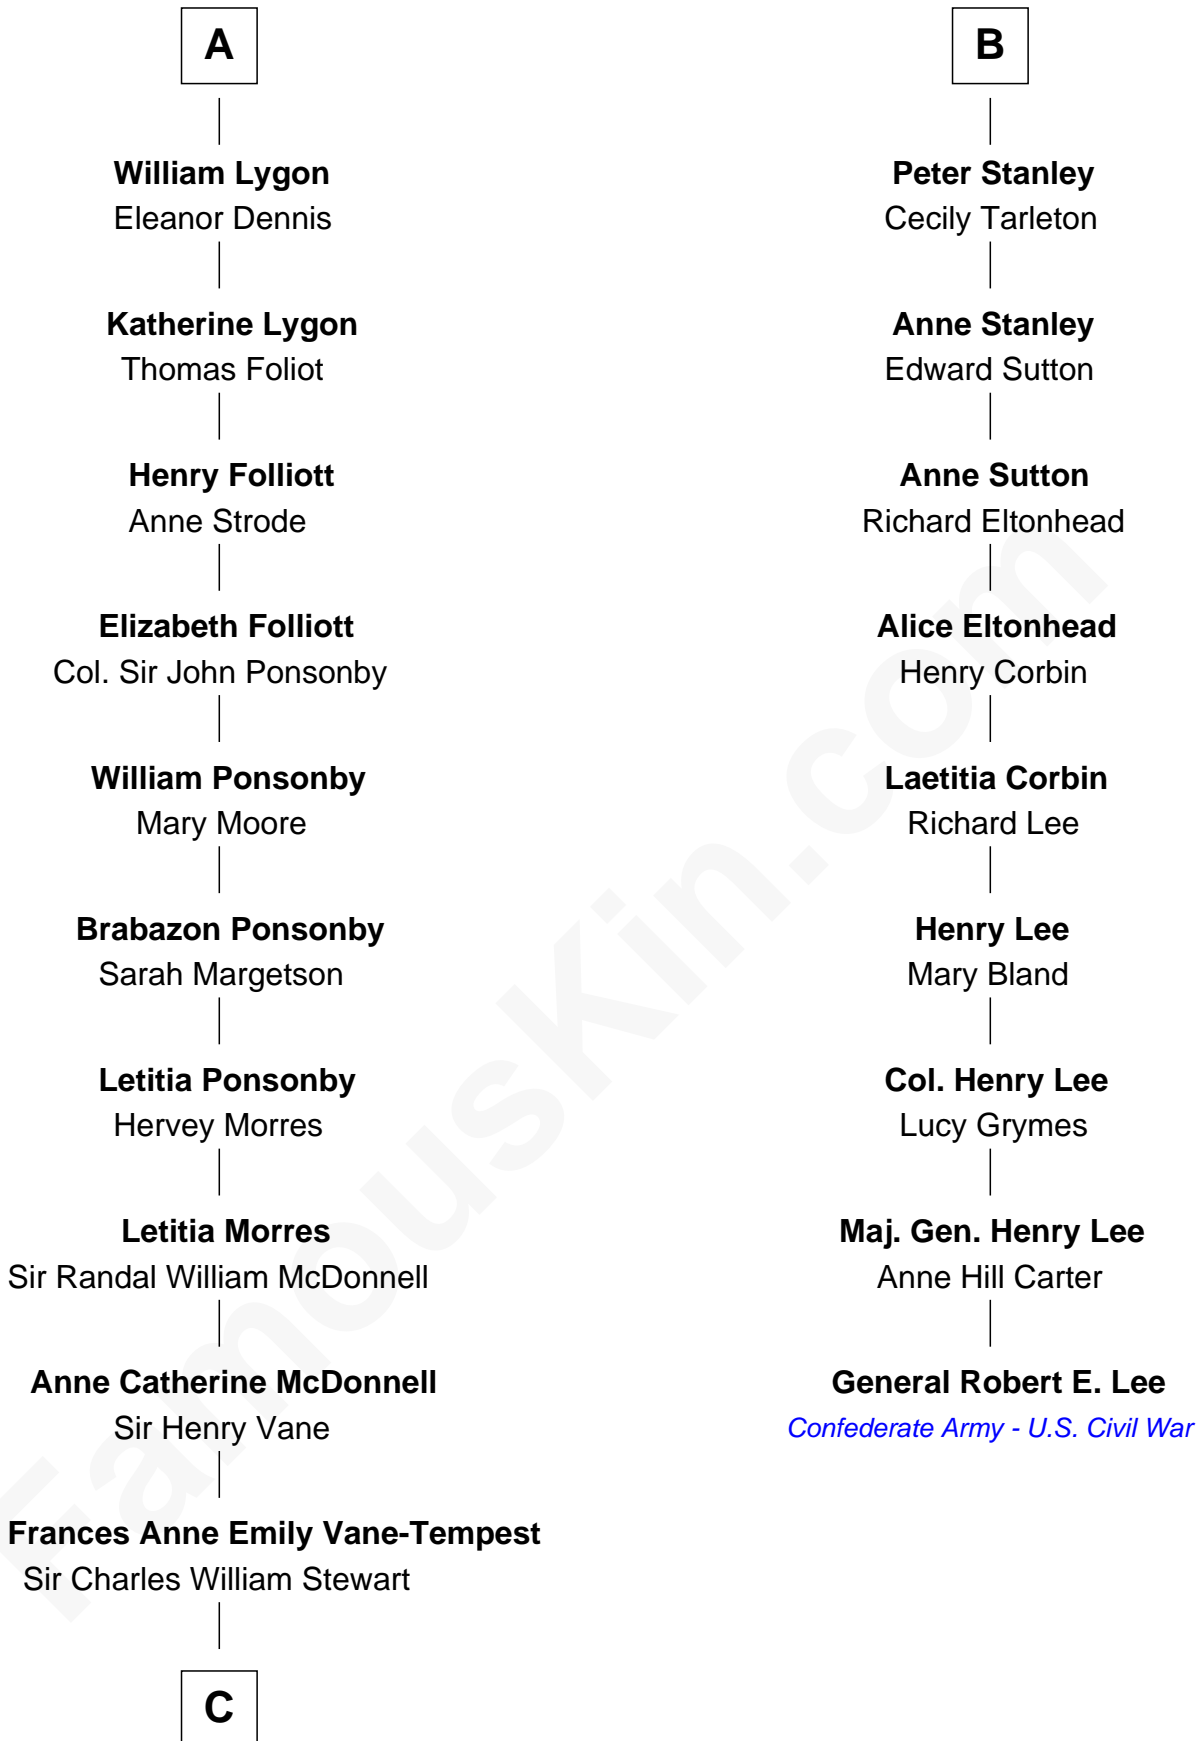 A
William Lygon
Eleanor Dennis
Katherine Lygon
Thomas Foliot
Henry Folliott
Anne Strode
Elizabeth Folliott
Col. Sir John Ponsonby
William Ponsonby
Mary Moore
Brabazon Ponsonby
Sarah Margetson
Letitia Ponsonby
Hervey Morres
Letitia Morres
Sir Randal William McDonnell
Anne Catherine McDonnell
Sir Henry Vane
Frances Anne Emily Vane-Tempest
Sir Charles William Stewart
C
B
Peter Stanley
Cecily Tarleton
Anne Stanley
Edward Sutton
Anne Sutton
Richard Eltonhead
Alice Eltonhead
Henry Corbin
Laetitia Corbin
Richard Lee
Henry Lee
Mary Bland
Col. Henry Lee
Lucy Grymes
Maj. Gen. Henry Lee
Anne Hill Carter
General Robert E. Lee
Confederate Army - U.S. Civil War
FamousKin.com